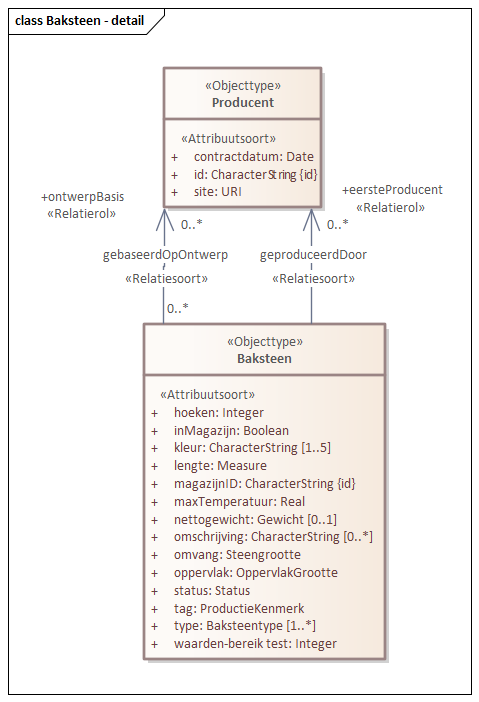 class Baksteen - detail
«Objecttype»
Producent
«Attribuutsoort»
+ contractdatum: Date
+ id: CharacterString {id}
+ site: URI
+ontwerpBasis
«Relatierol»
0..*
+eersteProducent
«Relatierol»
0..*
gebaseerdOpOntwerp
«Relatiesoort»
geproduceerdDoor
«Relatiesoort»
0..*
«Objecttype»
Baksteen
«Attribuutsoort»
+ hoeken: Integer
+ inMagazijn: Boolean
+ kleur: CharacterString [1..5]
+ lengte: Measure
+ magazijnID: CharacterString {id}
+ maxTemperatuur: Real
+ nettogewicht: Gewicht [0..1]
+ omschrijving: CharacterString [0..*]
+ omvang: Steengrootte
+ oppervlak: OppervlakGrootte
+ status: Status
+ tag: ProductieKenmerk
+ type: Baksteentype [1..*]
+ waarden-bereik test: Integer